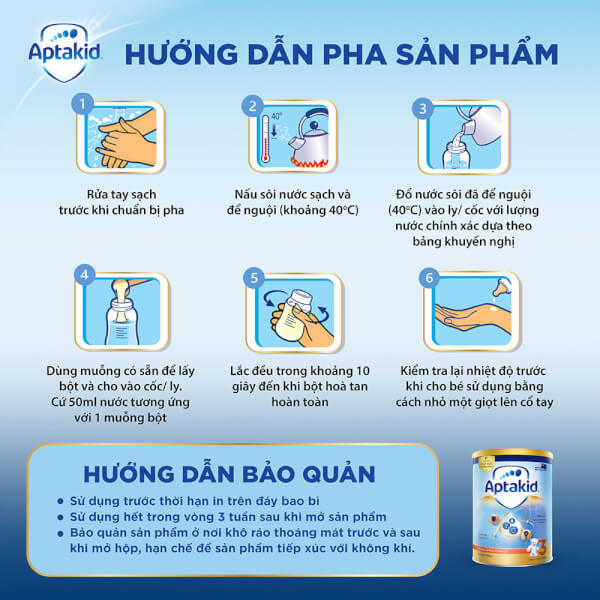 Aptakid
HƯỚNG DẪN PHA SẢN PHẨM
1
Rửa tay sạch
trước khi chuẩn bị pha
2
40°
Nấu sôi nước sạch và
để nguội (khoảng 40°C)
3
Đổ nước sôi đã để nguội
(40°C) vào ly/ cốc với lượng
nước chính xác dựa theo
bảng khuyến nghị
4
Dùng muỗng có sẵn để lấy
bột và cho vào cốc/ ly.
Cứ 50ml nước tương ứng
với 1 muỗng bột
5
Lắc đều trong khoảng 10
giây đến khi bột hoà tan
hoàn toàn
6
Kiểm tra lại nhiệt độ trước
khi cho bé sử dụng bằng
cách nhỏ một giọt lên cổ tay
HƯỚNG DẪN BẢO QUẢN
• Sử dụng trước thời hạn in trên đáy bao bì
• Sử dụng hết trong vòng 3 tuần sau khi mở sản phẩm
• Bảo quản sản phẩm ở nơi khô ráo thoáng mát trước và sau
khi mở hộp, hạn chế để sản phẩm tiếp xúc với không khí.
Aptakid
3